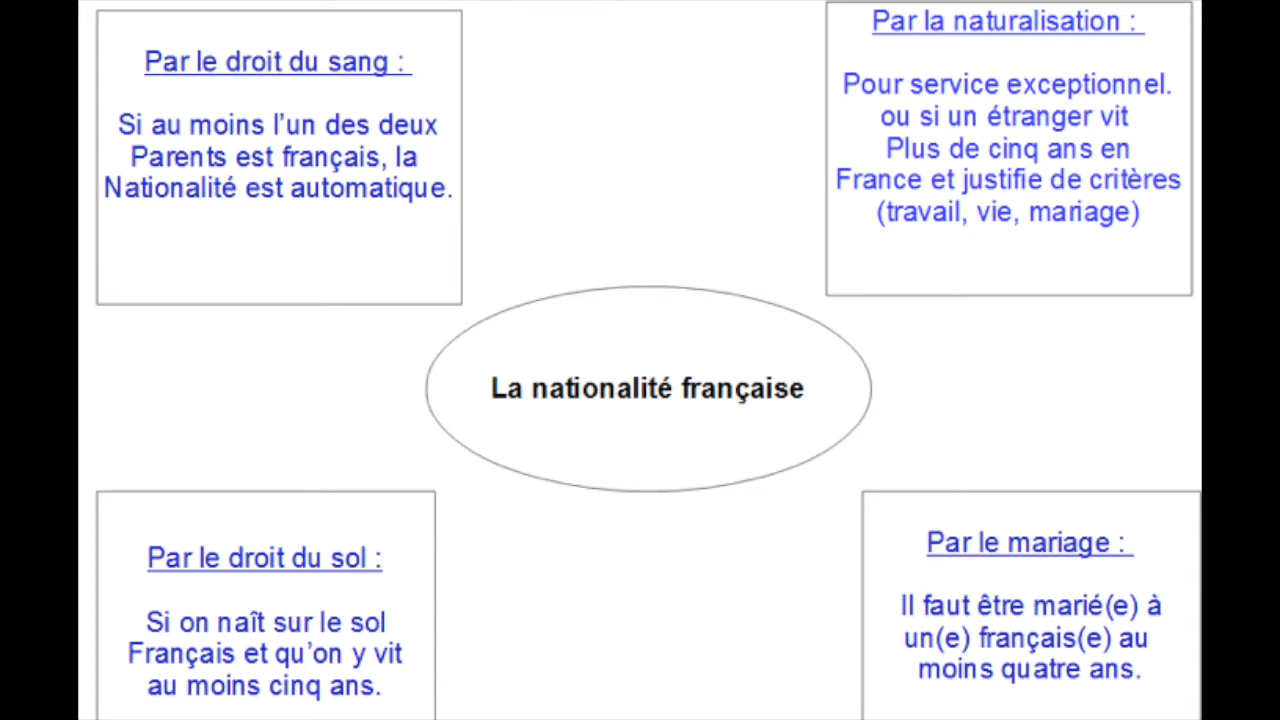 Par le droit du sang :
Si au moins l'un des deux
Parents est français, la
Nationalité est automatique.
Par la naturalisation :
Pour service exceptionnel.
ou si un étranger vit
Plus de cinq ans en
France et justifie de critères
(travail, vie, mariage)
La nationalité française
Par le droit du sol :
Si on naît sur le sol
Français et qu'on y vit
au moins cinq ans.
Par le mariage :
Il faut être marié(e) à
un(e) français(e) au
moins quatre ans.